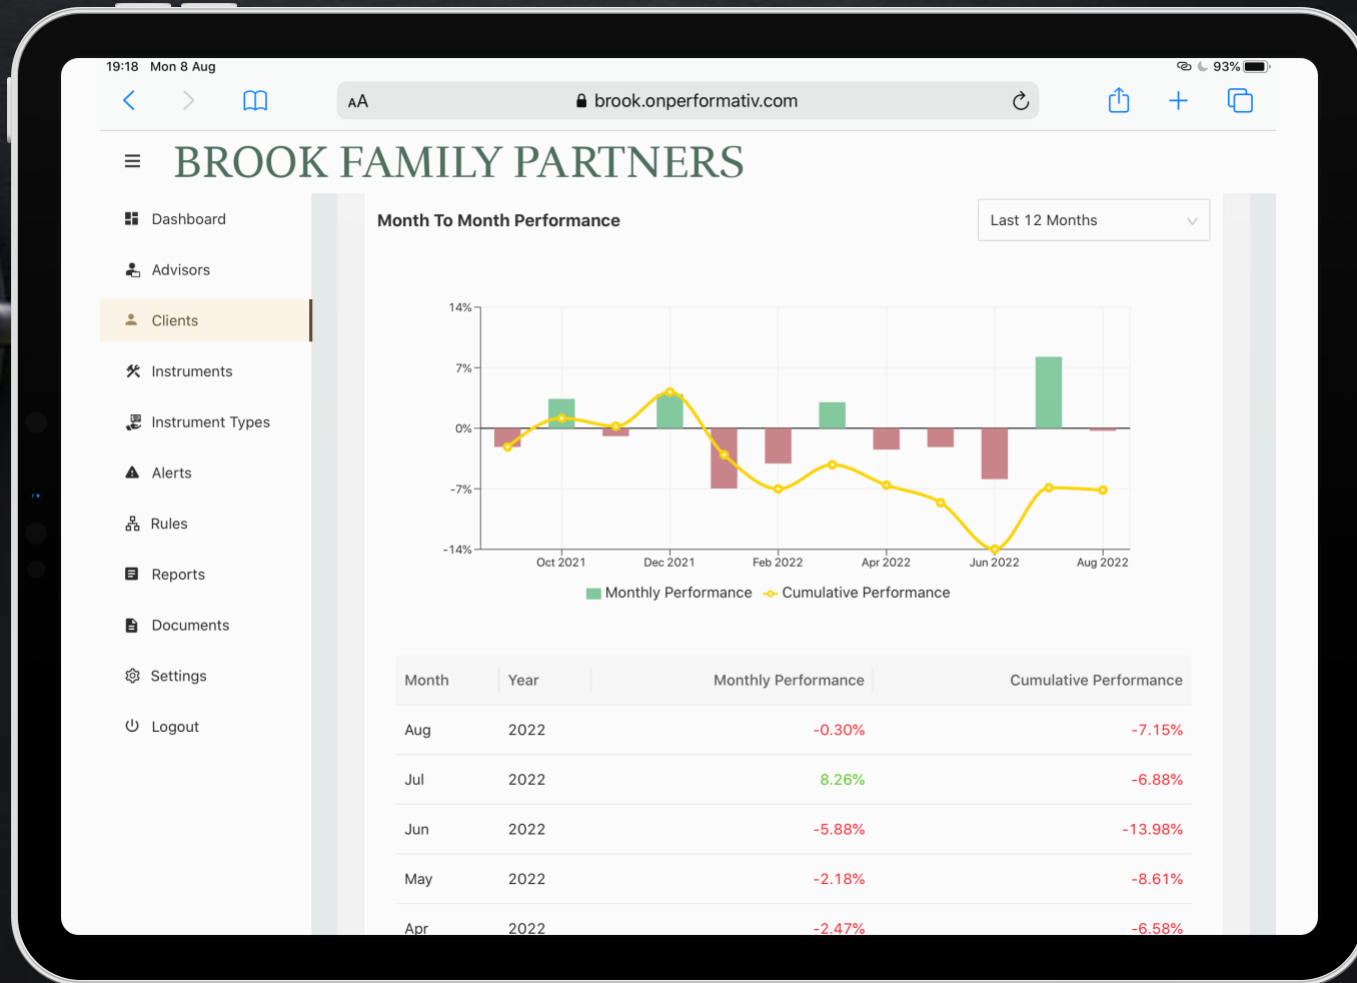 19:18 Mon 8 Aug
93%
AA
brook.onperformativ.com
BROOK FAMILY PARTNERS
Dashboard
Advisors
Clients
Instruments
Instrument Types
Alerts
Rules
Reports
Documents
Settings
Logout
Month To Month Performance
Last 12 Months
14%
7%
0%
-7%
-14%
Oct 2021 Dec 2021 Feb 2022 Apr 2022 Jun 2022 Aug 2022
Monthly Performance Cumulative Performance
Month Year Monthly Performance Cumulative Performance
Aug 2022 -0.30% -7.15%
Jul 2022 8.26% -6.88%
Jun 2022 -5.88% -13.98%
May 2022 -2.18% -8.61%
Apr 2022 -2.47% -6.58%